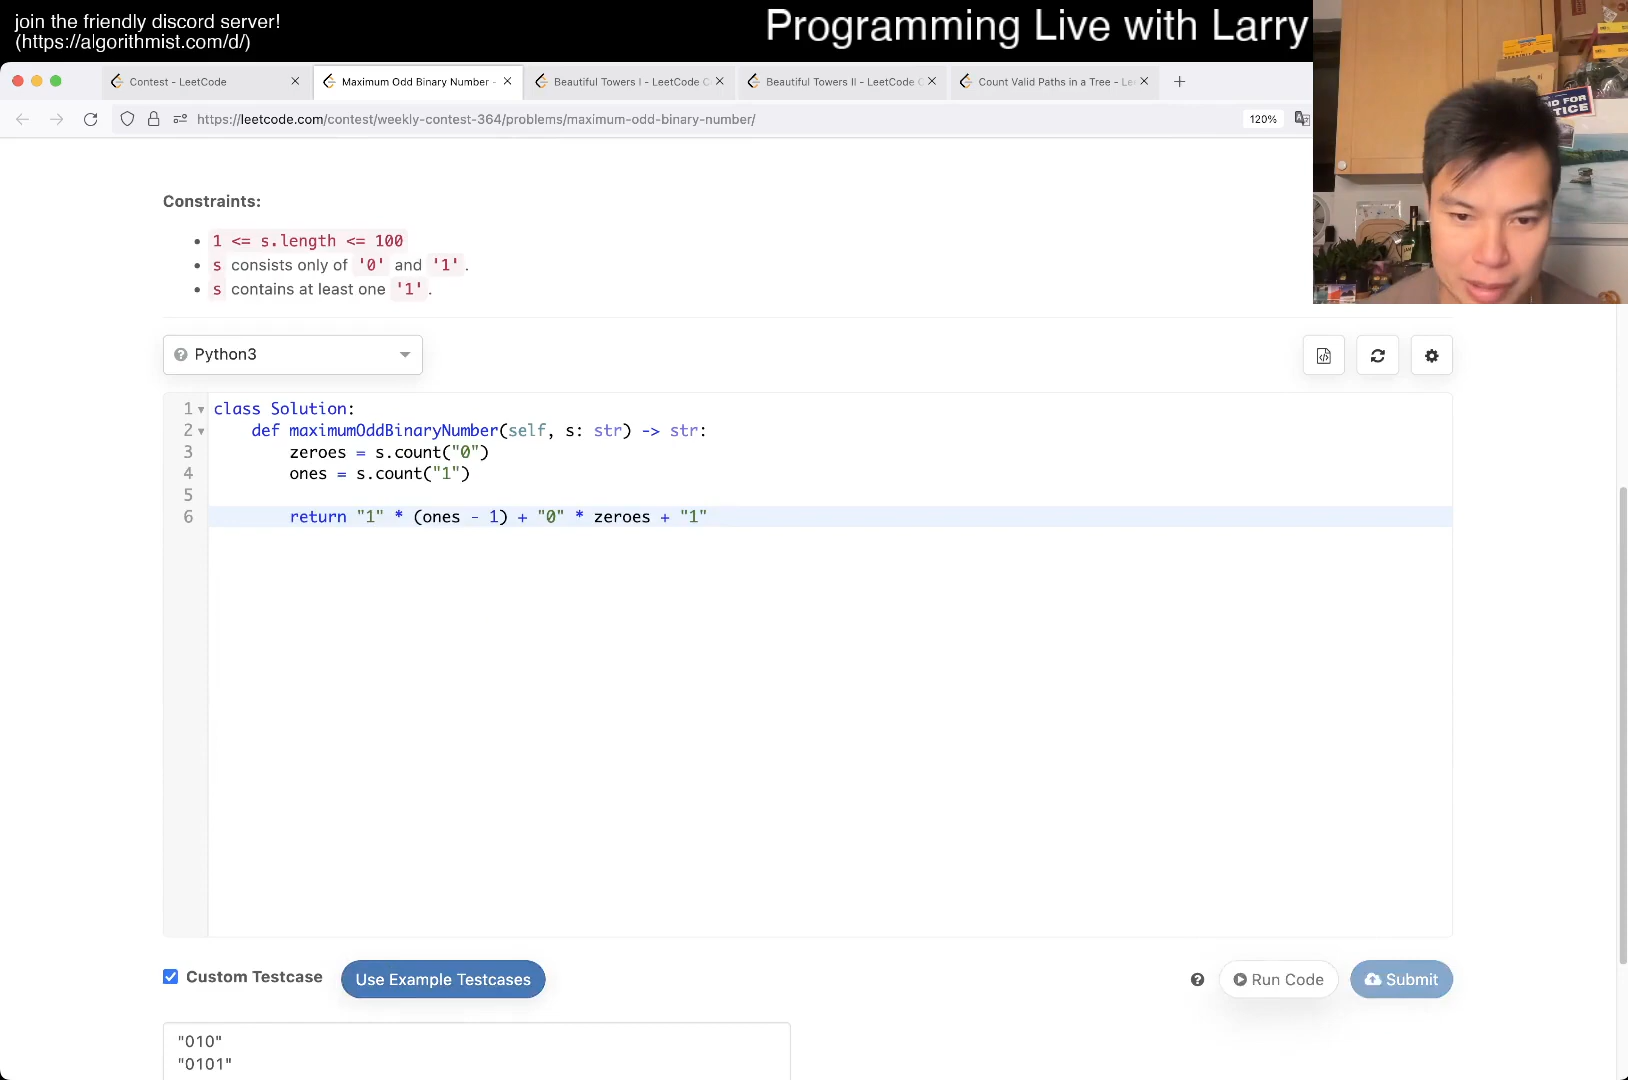 join the friendly discord server!
(https://algorithmist.com/d/)
Programming Live with Larry
Contest - LeetCode
Maximum Odd Binary Number -
Beautiful Towers I - LeetCode C
Beautiful Towers II - LeetCode C
Count Valid Paths in a Tree - Le
https://leetcode.com/contest/weekly-contest-364/problems/maximum-odd-binary-number/
120%
Constraints:
1 <= s.length <= 100
s consists only of '0' and '1'.
s contains at least one '1'.
Python3
1 class Solution:
2 def maximumOddBinaryNumber(self, s: str) -> str:
3 zeroes = s.count("0")
4 ones = s.count("1")
5
6 return "1" * (ones - 1) + "0" * zeroes + "1"
Custom Testcase
Use Example Testcases
Run Code
Submit
"010"
"0101"